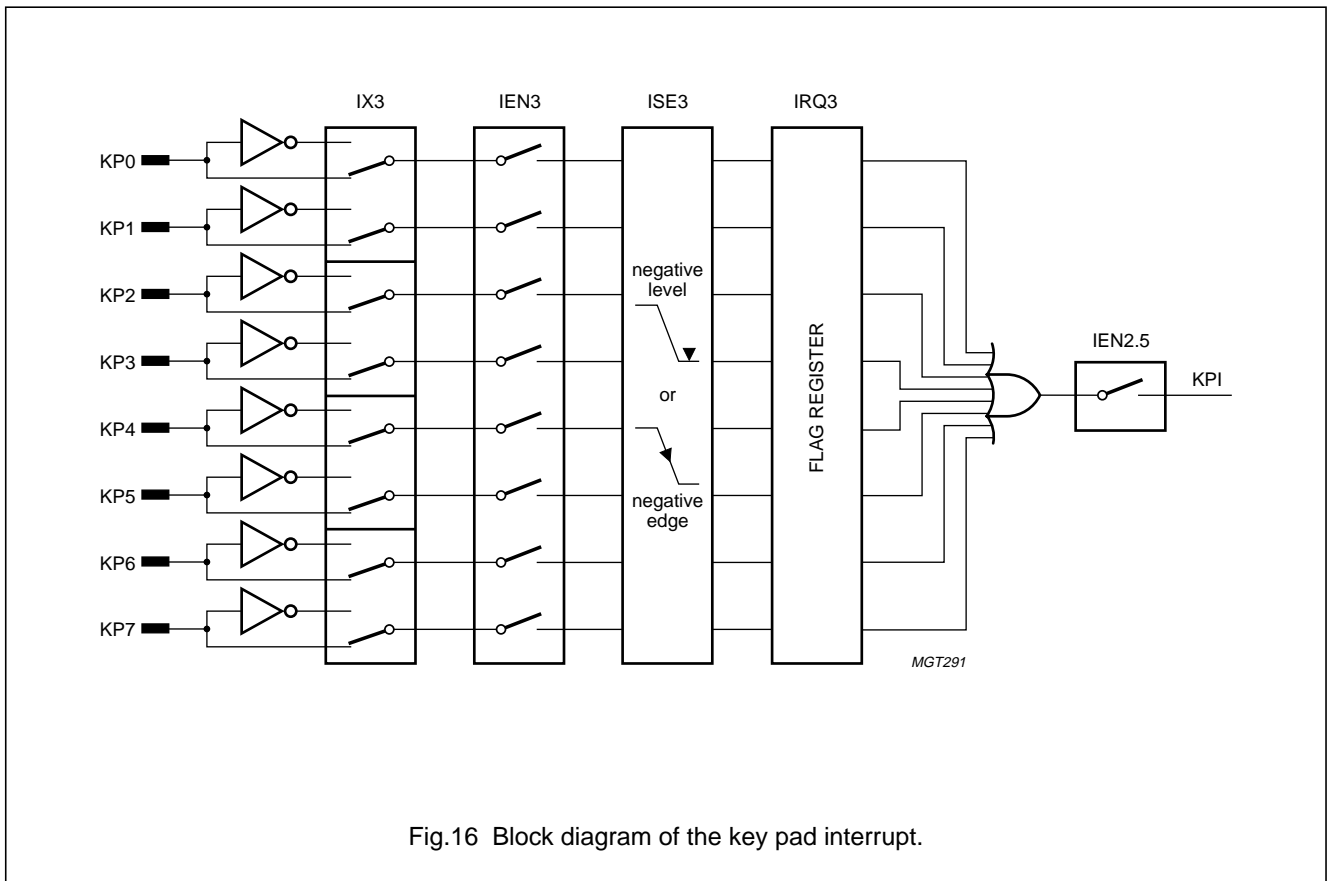 IX3 IEN3 ISE3 IRQ3
KP0
KP1
KP2
negative
level
KP3
IEN2.5
KPI
or
FLAG REGISTER
KP4
KP5
negative
edge
KP6
KP7
MGT291
Fig.16 Block diagram of the key pad interrupt.